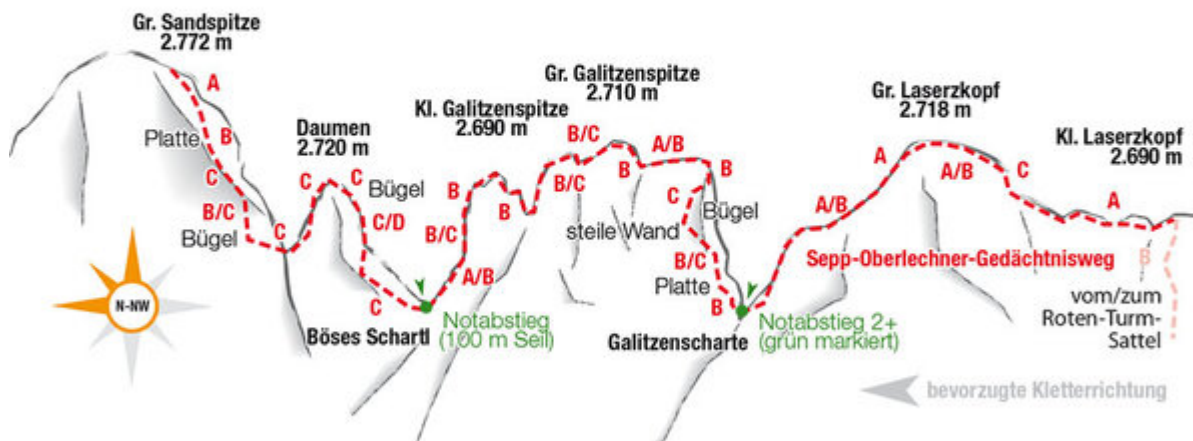 Gr. Sandspitze
2.772 m
A
B
Platte
C
B/C
Bügel
C
Daumen
2.720 m
C
C
Bügel
C/D
C
Böses Schartl
Notabstieg
(100 m Seil)
Kl. Galitzenspitze
2.690 m
B
B
B/C
A/B
Gr. Galitzenspitze
2.710 m
B/C
B/C
B
A/B
B
C
Bügel
steile Wand
B/C
Platte
B
Galitzenscharte
Notabstieg 2+
(grün markiert)
Gr. Laserzkopf
2.718 m
A
A/B
A/B
C
Kl. Laserzkopf
2.690 m
A
Sepp-Oberlechner-Gedächtnisweg
B
vom/zum
Roten-Turm-
Sattel
N-NW
bevorzugte Kletterrichtung